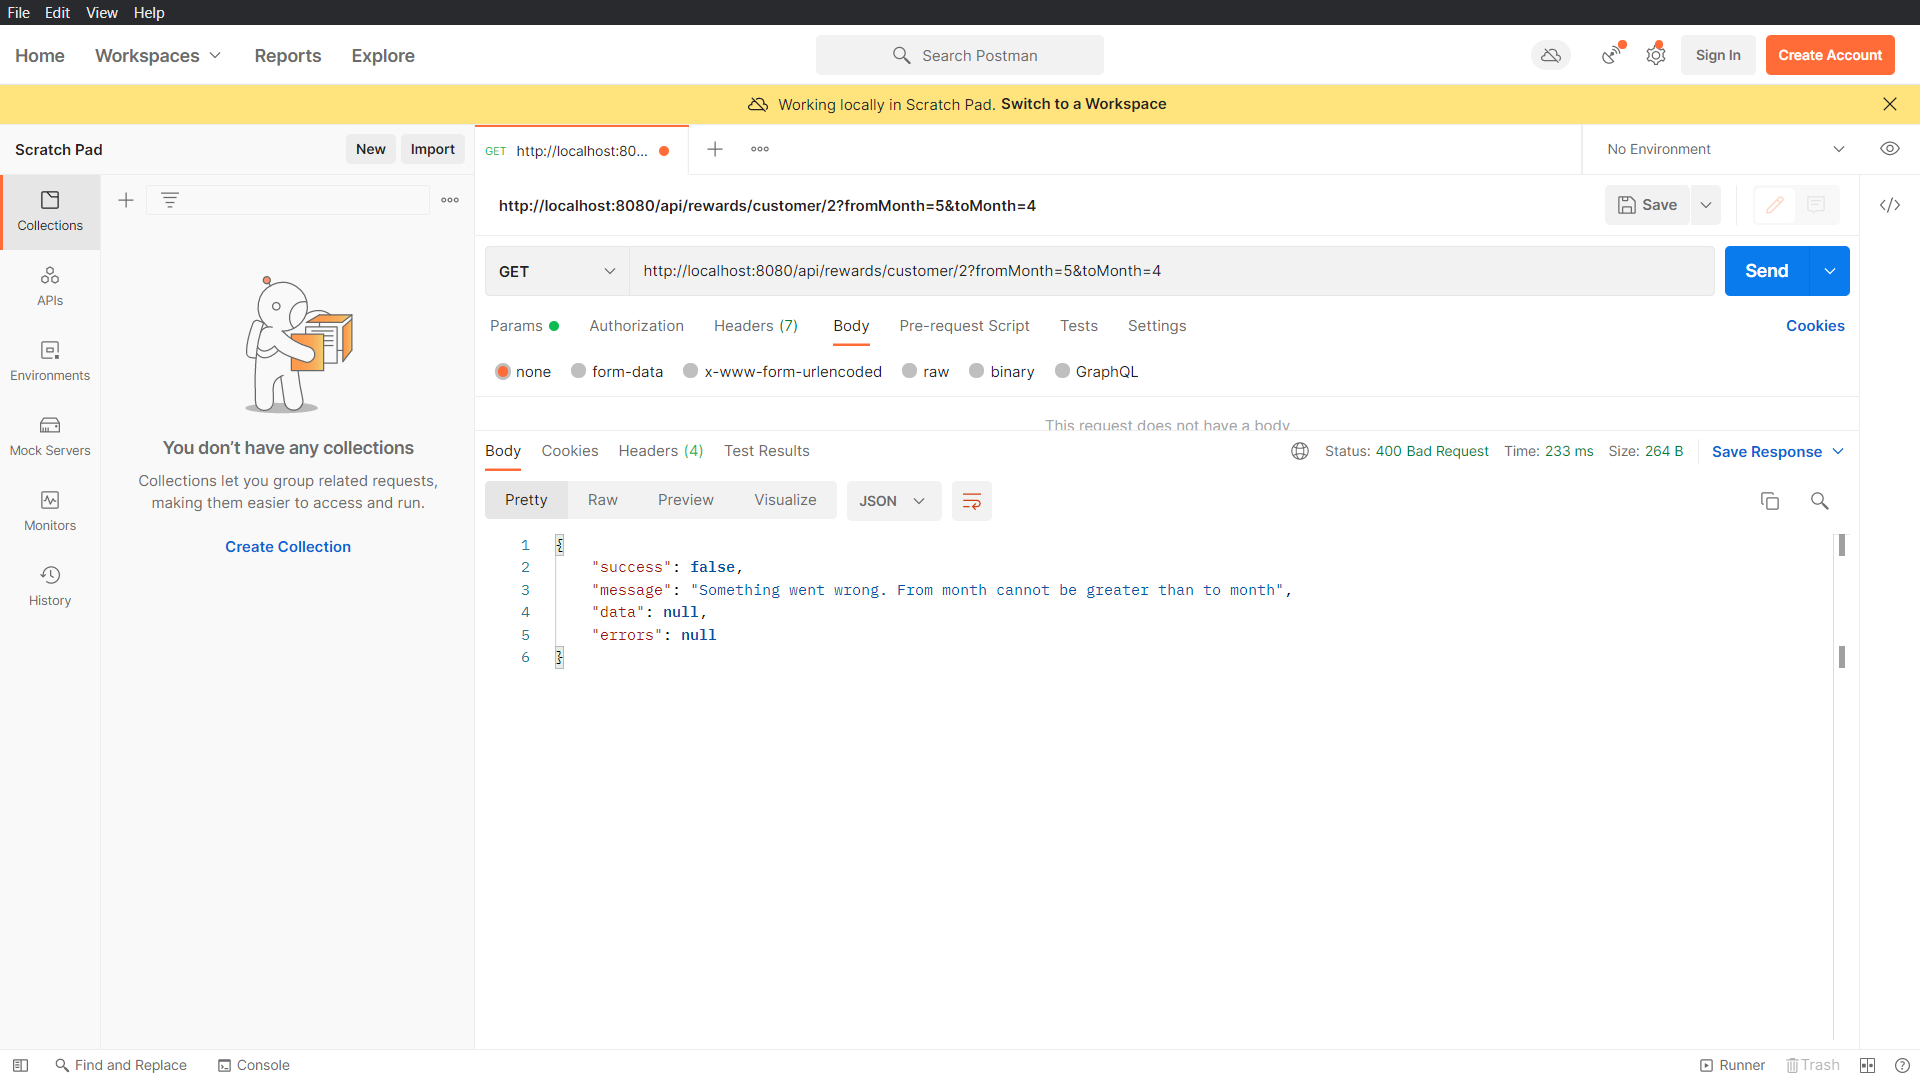 File Edit View Help
Home Workspaces Reports Explore Search Postman Sign In Create Account
Working locally in Scratch Pad. Switch to a Workspace
Scratch Pad New Import GET http://localhost:80... No Environment
http://localhost:8080/api/rewards/customer/2?fromMonth=5&toMonth=4 Save
Collections
GET http://localhost:8080/api/rewards/customer/2?fromMonth=5&toMonth=4 Send
APIs
Params Authorization Headers (7) Body Pre-request Script Tests Settings Cookies
Environments
none form-data x-www-form-urlencoded raw binary GraphQL
This request does not have a body
Mock Servers
You don’t have any collections
Collections let you group related requests,
making them easier to access and run.
Create Collection
Body Cookies Headers (4) Test Results Status: 400 Bad Request Time: 233 ms Size: 264 B Save Response
Pretty Raw Preview Visualize JSON
Monitors
History
1 {
2 "success": false,
3 "message": "Something went wrong. From month cannot be greater than to month",
4 "data": null,
5 "errors": null
6 }
Find and Replace Console Runner Trash